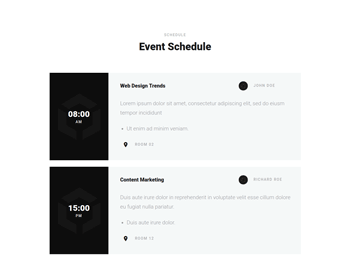 SCHEDULE
Event Schedule
08:00
AM
Web Design Trends
JOHN DOE
Lorem ipsum dolor sit amet, consectetur adipiscing elit, sed do eiusm
tempor incididunt
Ut enim ad minim veniam.
ROOM 02
15:00
PM
Content Marketing
RICHARD ROE
Duis aute irure dolor in reprehenderit in voluptate velit esse cillum dolore
eu fugiat nulla pariatur.
Duis aute irure dolor.
ROOM 13